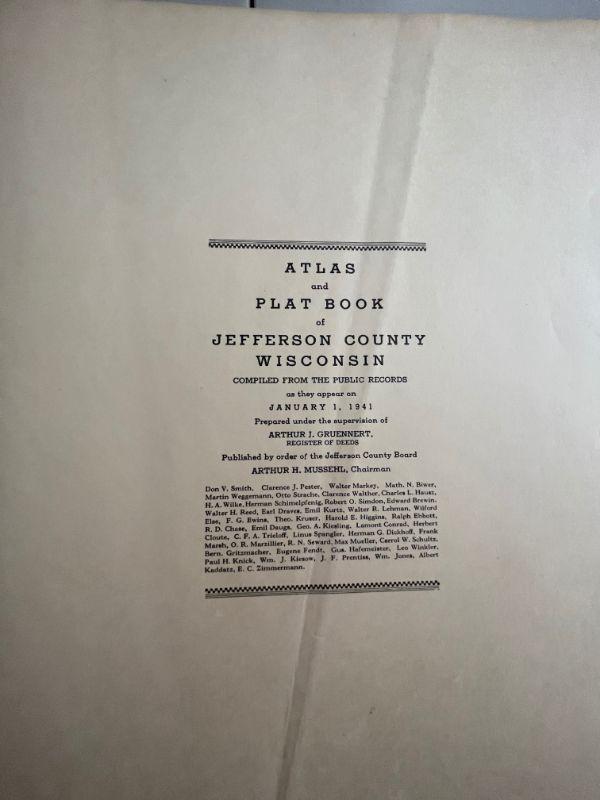 ATLAS
and
PLAT BOOK
of
JEFFERSON COUNTY
WISCONSIN
COMPILED FROM THE PUBLIC RECORDS
as they appear on
JANUARY 1, 1941
Prepared under the supervision of
ARTHUR J. GRUENNERT,
REGISTER OF DEEDS
Published by order of the Jefferson County Board
ARTHUR H. MUSSEHL, Chairman
Don V. Smith, Clarence J. Pester, Walter Markey, Math. N. Biwer,
Martin Weggemann, Otto Strache, Clarence Walther, Charles L. Haust,
H. A. Wilke, Herman Schimelpfenig, Robert O. Simdon, Edward Brewin,
Walter H. Reed, Earl Draves, Emil Kurtz, Walter R. Lehman, Wilford
Else, F. G. Bwins, Theo. Kruser, Harold E. Higgins, Ralph Ebbott,
R. D. Chase, Emil Dauga, Geo. A. Kiesling, Lamont Conrad, Herbert
Cloute, C. F. A. Trieloff, Linus Spangler, Herman G. Dickhoff, Frank
Marsh, O. R. Marzillier, R. N. Seward, Max Mueller, Carrol W. Schultz,
Bern. Gritzmacher, Eugene Fendt, Gus. Hafemeister, Leo Winkler,
Paul H. Knick, Wm. J. Kiesow, J. F. Prentiss, Wm. Jones, Albert
Kaddatz, E. C. Zimmermann.